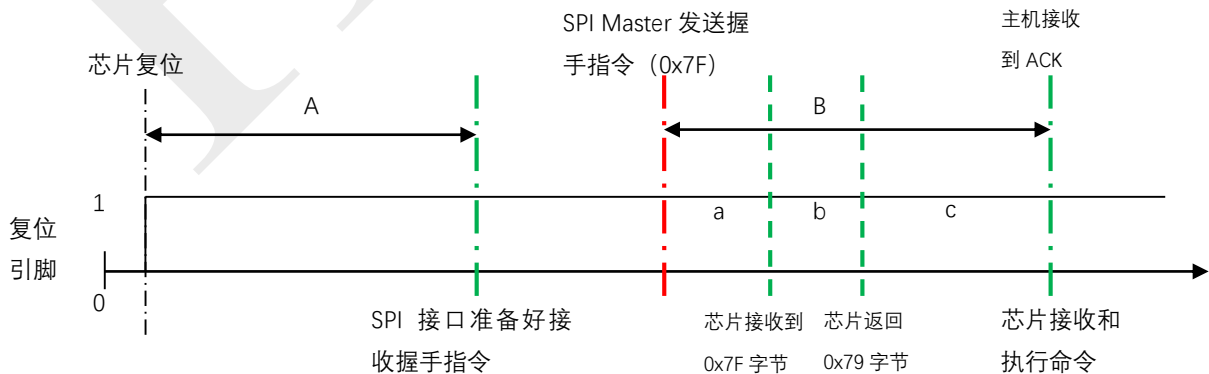 SPI Master 发送握
手指令（0x7F）
主机接收
到 ACK
芯片复位
A
B
1
a
b
c
复位
引脚
0
SPI 接口准备好接
收握手指令
芯片接收到
0x7F 字节
芯片返回
0x79 字节
芯片接收和
执行命令